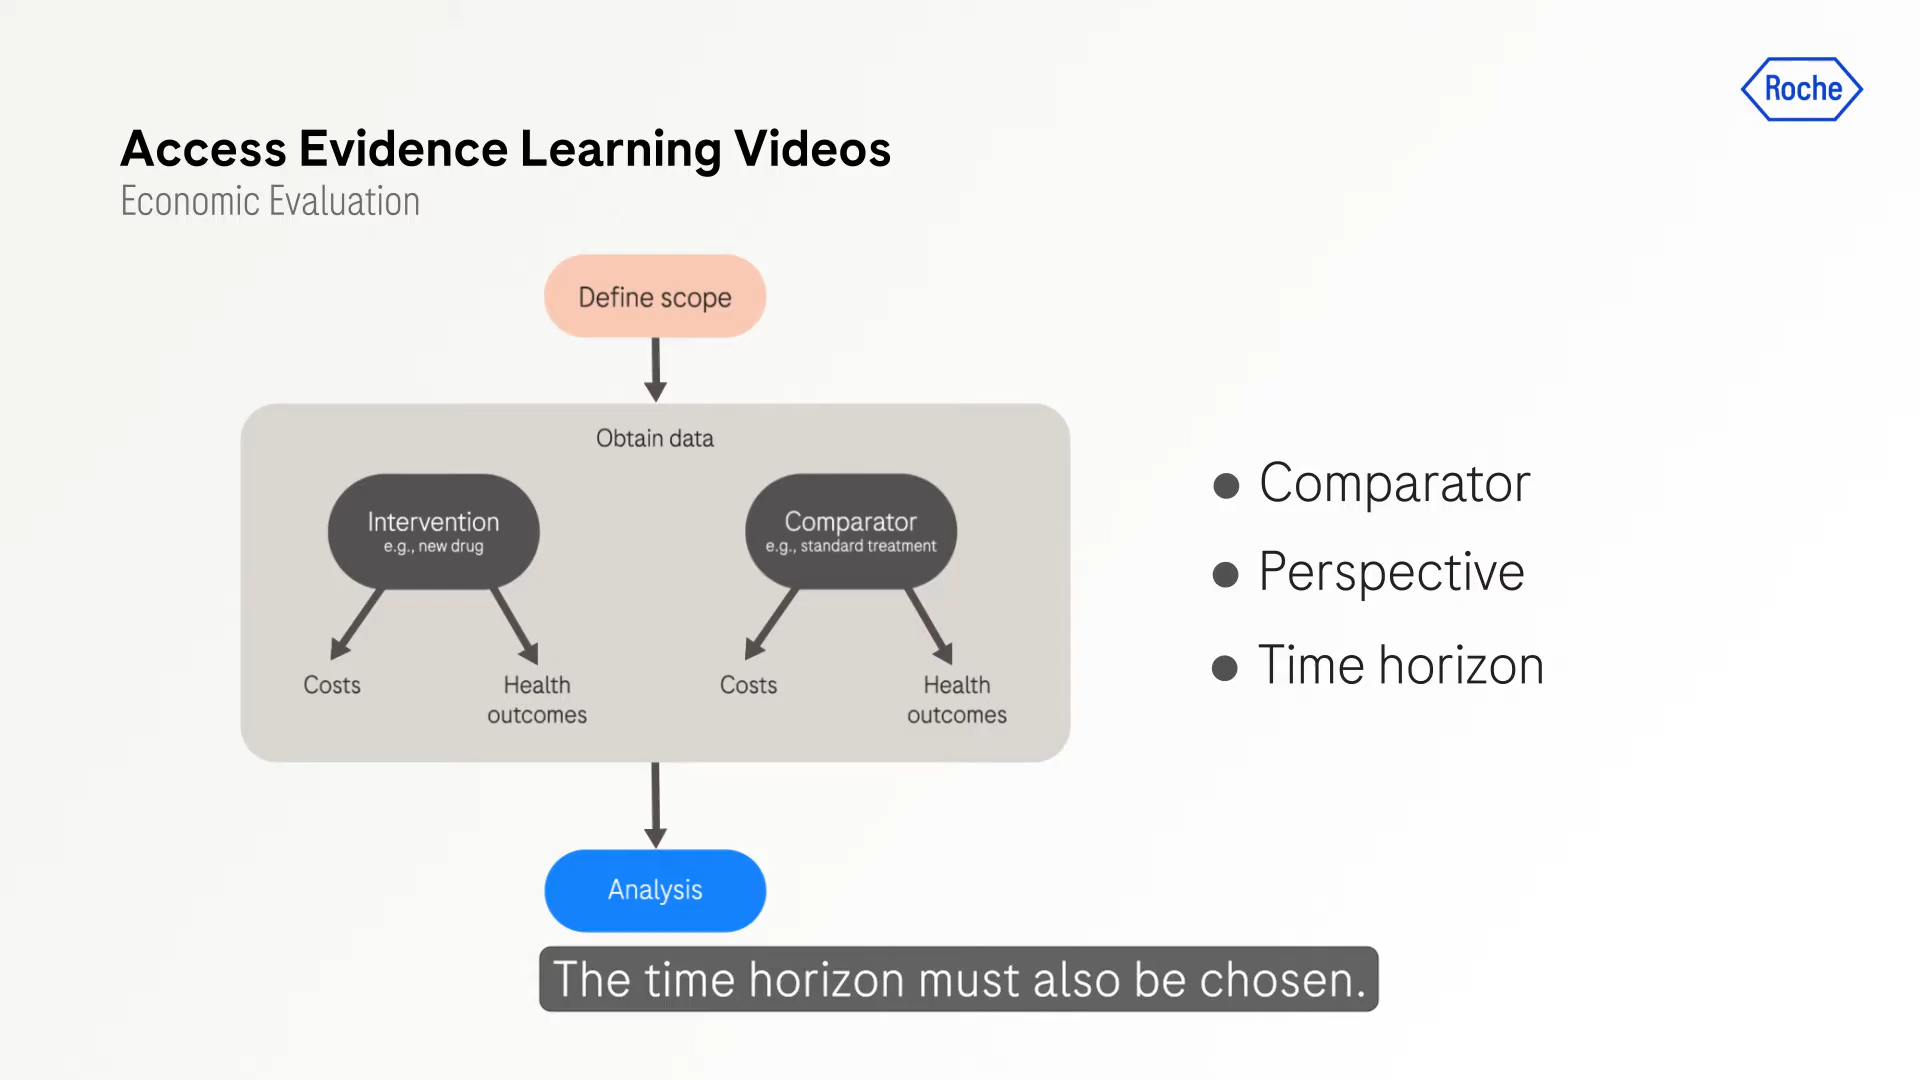 Roche
Access Evidence Learning Videos
Economic Evaluation
Define scope
Obtain data
Intervention
e.g., new drug
Comparator
e.g., standard treatment
Costs
Health
outcomes
Costs
Health
outcomes
Analysis
● Comparator
● Perspective
● Time horizon
The time horizon must also be chosen.